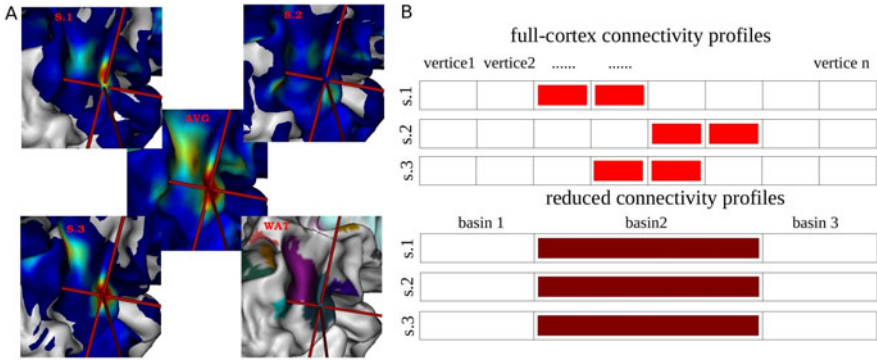 A
S.1
S.2
AVG
S.3
WAT
B
full-cortex connectivity profiles
vertice1 vertice2 ...... ...... vertice n
s.1
s.2
s.3
reduced connectivity profiles
basin 1 basin2 basin 3
s.1
s.2
s.3